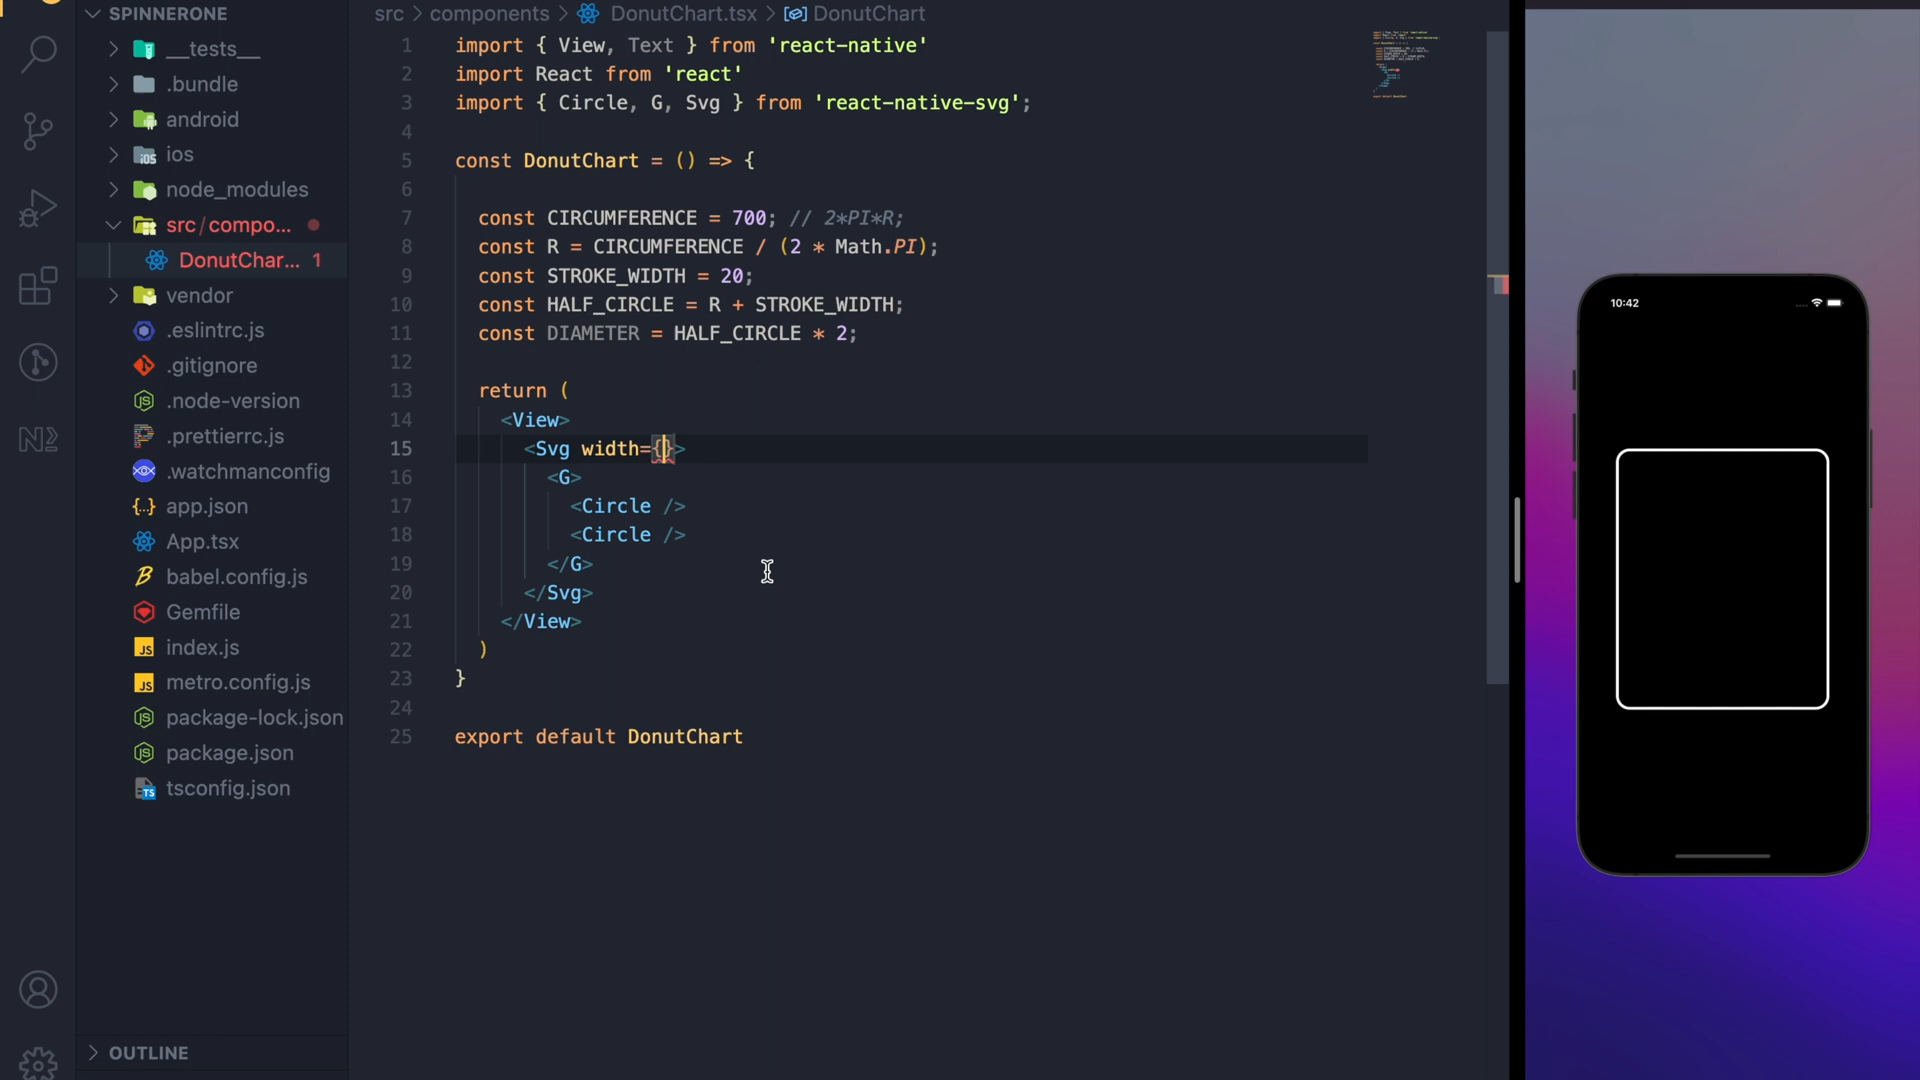 SPINNERONE
__tests__
.bundle
android
ios
node_modules
src/compo...
DonutChar... 1
vendor
.eslintrc.js
.gitignore
.node-version
.prettierrc.js
.watchmanconfig
app.json
App.tsx
babel.config.js
Gemfile
index.js
metro.config.js
package-lock.json
package.json
tsconfig.json
OUTLINE
src > components > DonutChart.tsx > DonutChart
1 import { View, Text } from 'react-native'
2 import React from 'react'
3 import { Circle, G, Svg } from 'react-native-svg';
4
5 const DonutChart = () => {
6
7 const CIRCUMFERENCE = 700; // 2*PI*R;
8 const R = CIRCUMFERENCE / (2 * Math.PI);
9 const STROKE_WIDTH = 20;
10 const HALF_CIRCLE = R + STROKE_WIDTH;
11 const DIAMETER = HALF_CIRCLE * 2;
12
13 return (
14 <View>
15 <Svg width={}>
16 <G>
17 <Circle />
18 <Circle />
19 </G>
20 </Svg>
21 </View>
22 )
23 }
24
25 export default DonutChart
10:42